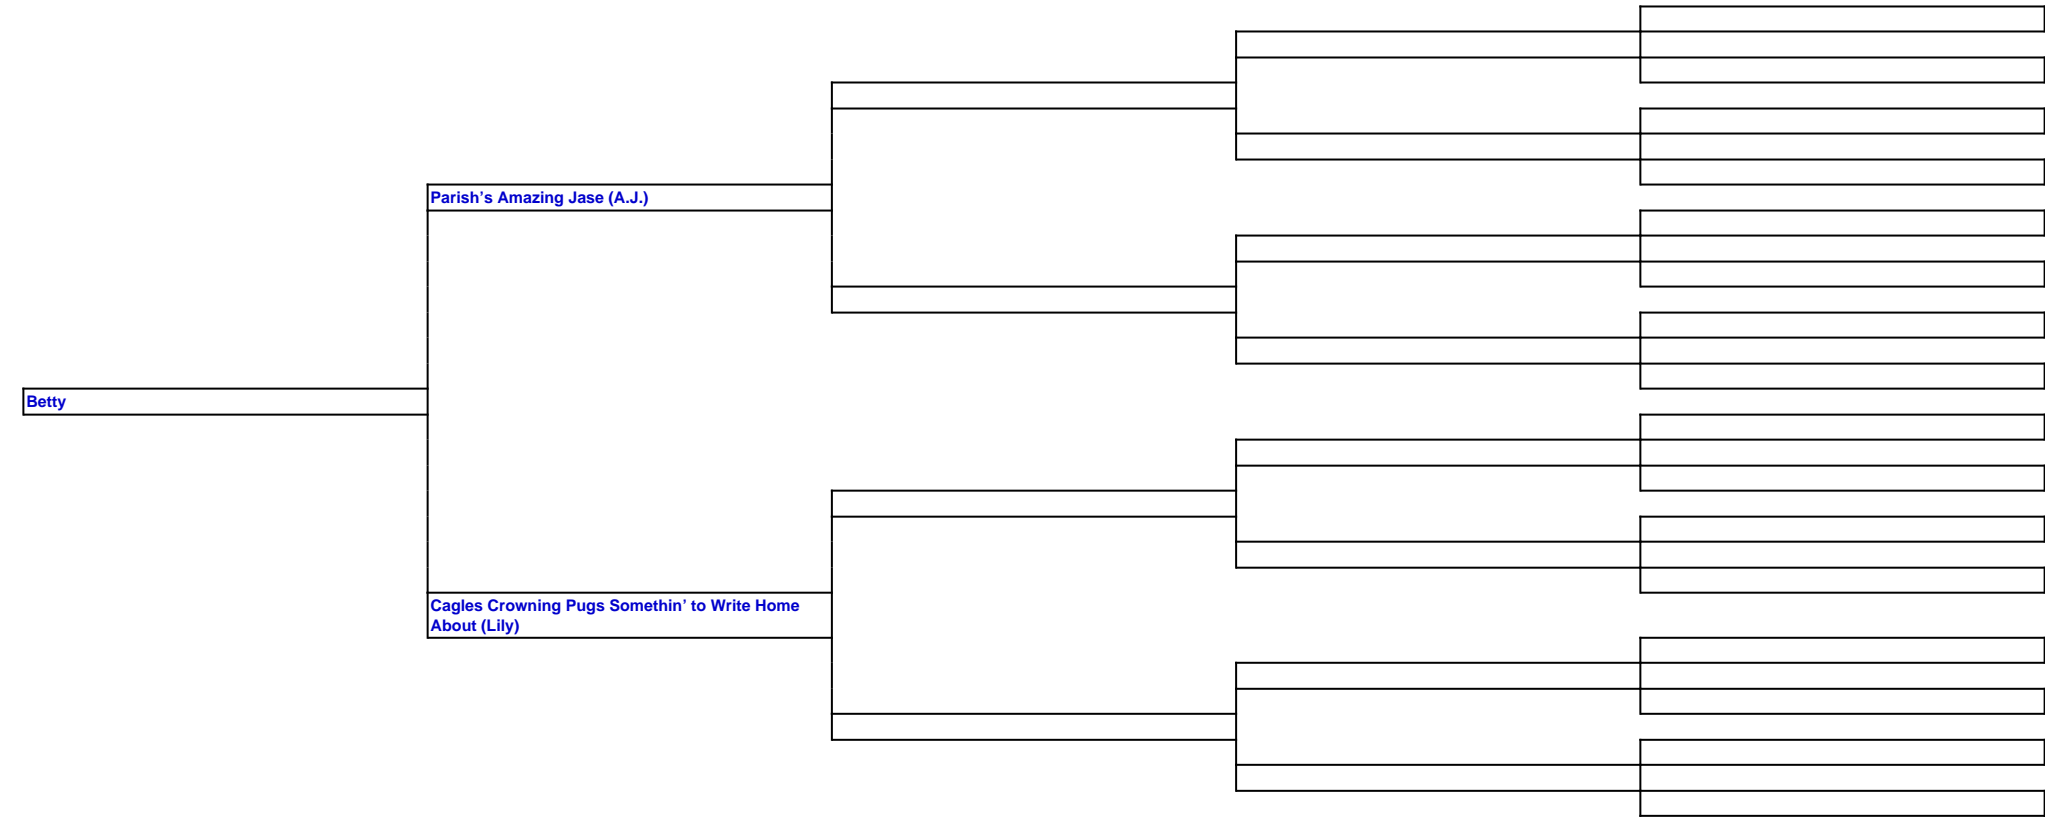 Parish’s Amazing Jase (A.J.)
Betty
Cagles Crowning Pugs Somethin’ to Write Home
About (Lily)